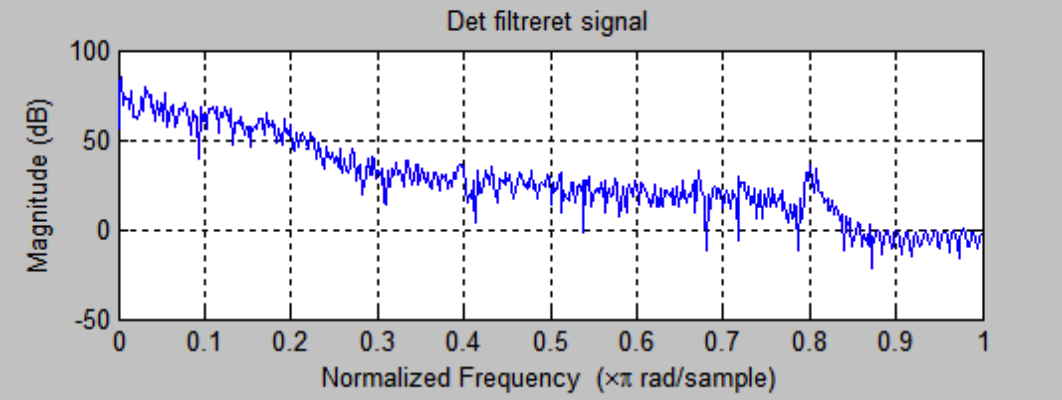 Det filtreret signal
Magnitude (dB)
100
50
0
-50
0 0.1 0.2 0.3 0.4 0.5 0.6 0.7 0.8 0.9 1
Normalized Frequency (×π rad/sample)